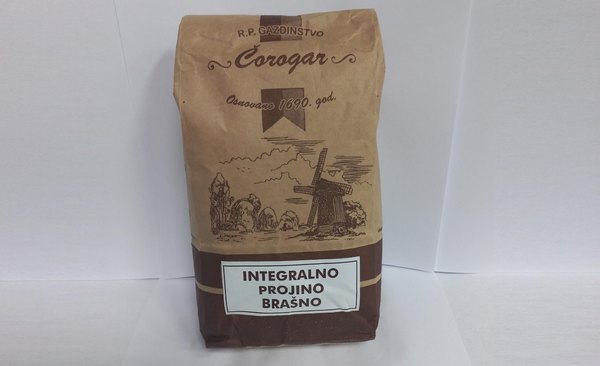 R.P. GAZDINSTVO
Čorogar
Osnovano 1690. god.
INTEGRALNO
PROJINO
BRAŠNO